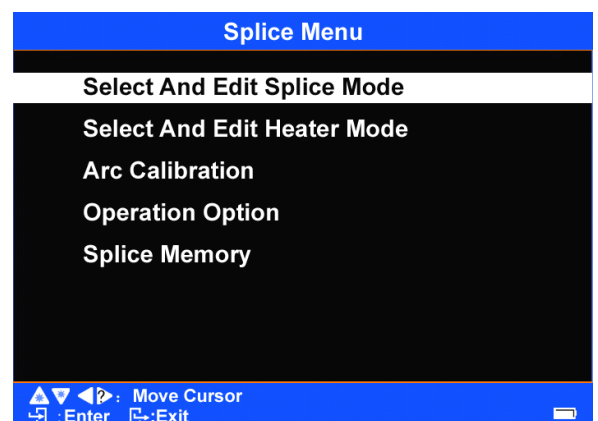 Splice Menu
Select And Edit Splice Mode
Select And Edit Heater Mode
Arc Calibration
Operation Option
Splice Memory
?: Move Cursor
:Enter :Exit